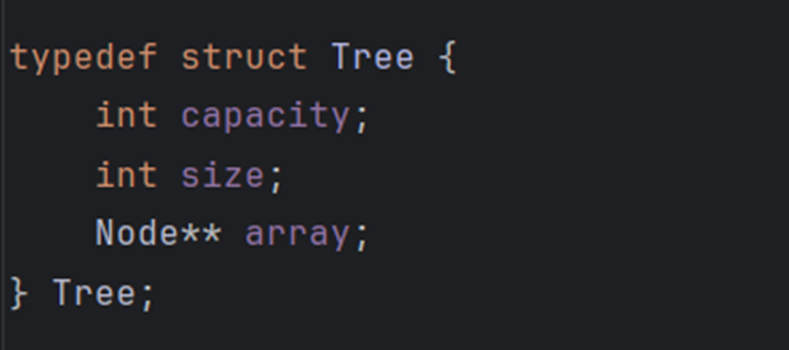 typedef struct Tree {
    int capacity;
    int size;
    Node** array;
} Tree;